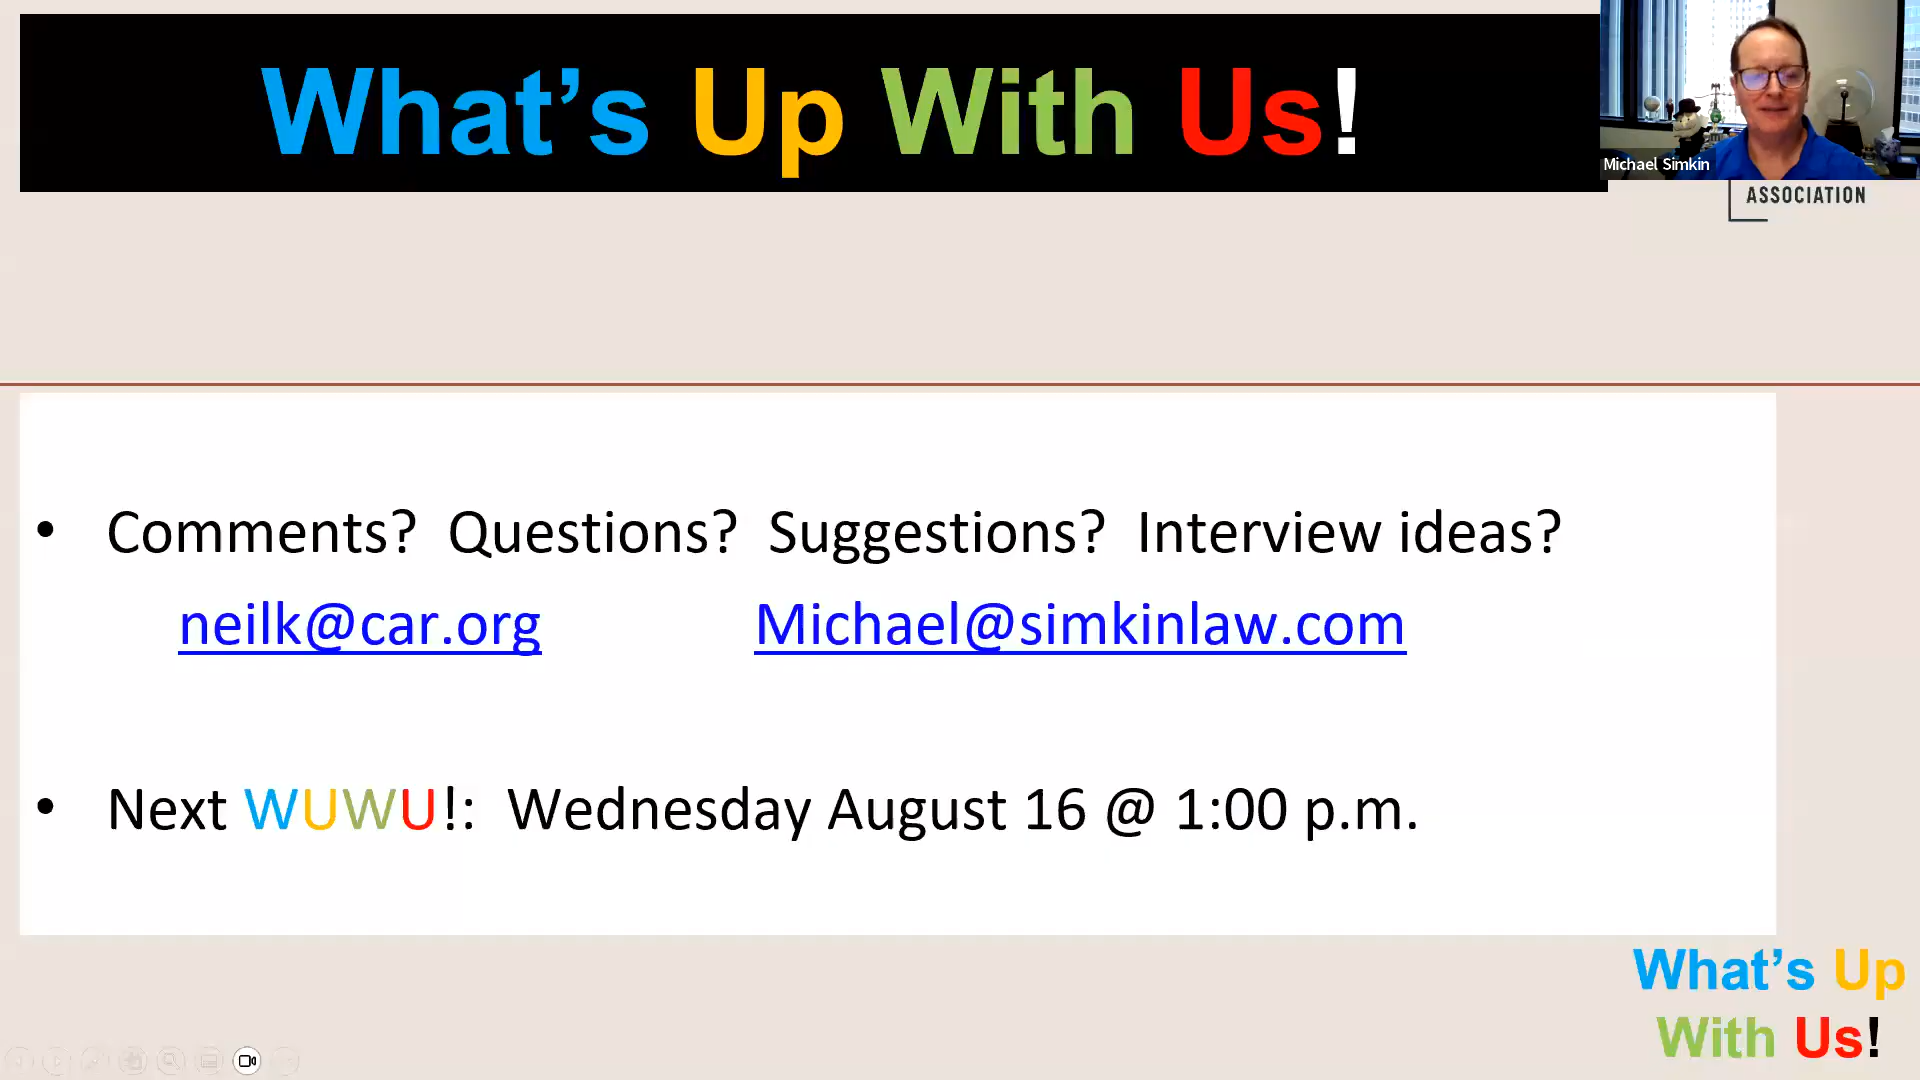 What's Up With Us!
Michael Simkin
ASSOCIATION
• Comments? Questions? Suggestions? Interview ideas?
neilk@car.org Michael@simkinlaw.com
• Next WUWU!: Wednesday August 16 @ 1:00 p.m.
What's Up
With Us!